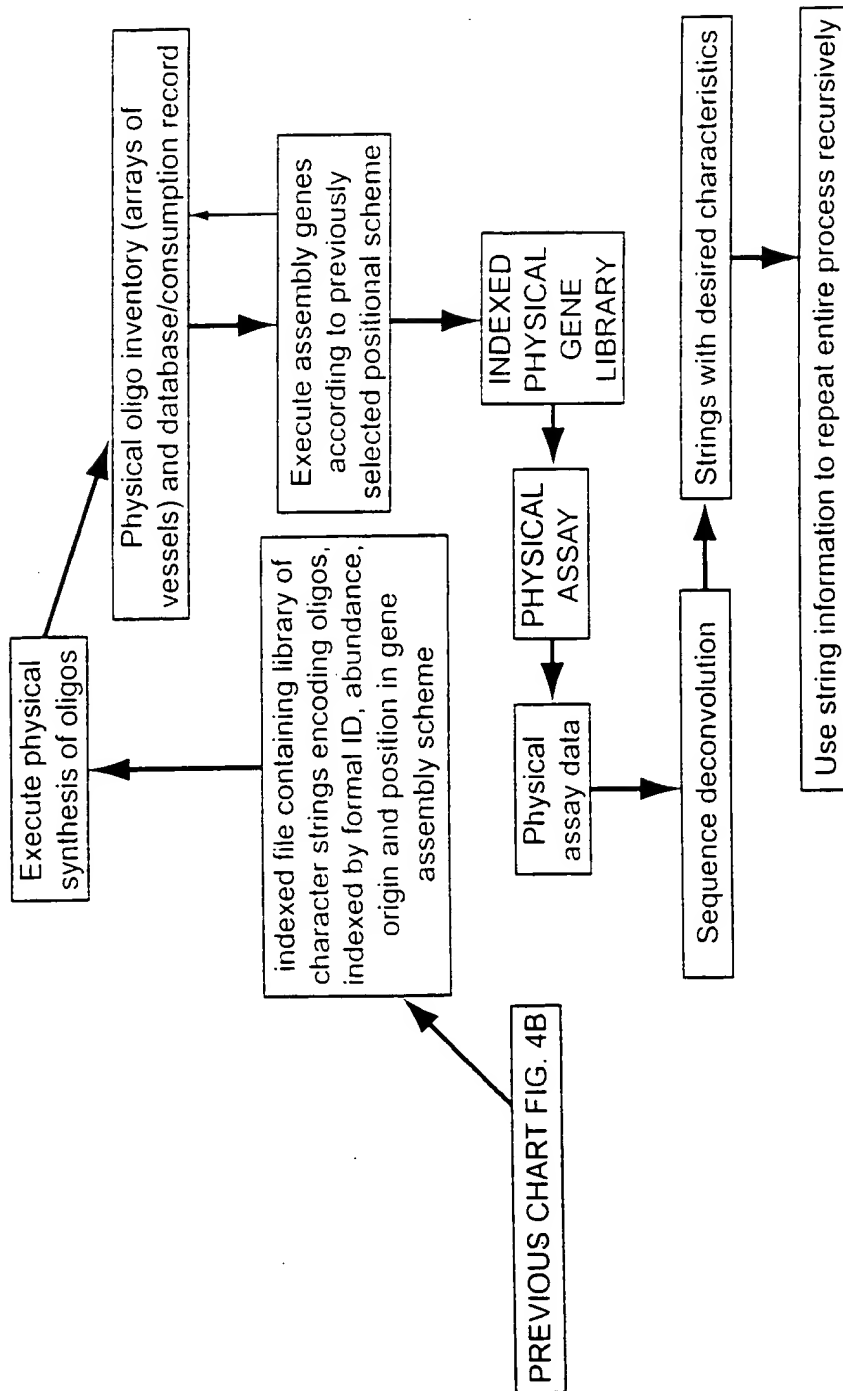 PREVIOUS CHART FIG. 4B
indexed file containing library of
character strings encoding oligos,
indexed by formal ID, abundance,
origin and position in gene
assembly scheme
Execute physical
synthesis of oligos
Physical oligo inventory (arrays of
vessels) and database/consumption record
Execute assembly genes
according to previously
selected positional scheme
INDEXED
PHYSICAL
GENE
LIBRARY
PHYSICAL
ASSAY
Physical
assay data
Sequence deconvolution
Strings with desired characteristics
Use string information to repeat entire process recursively